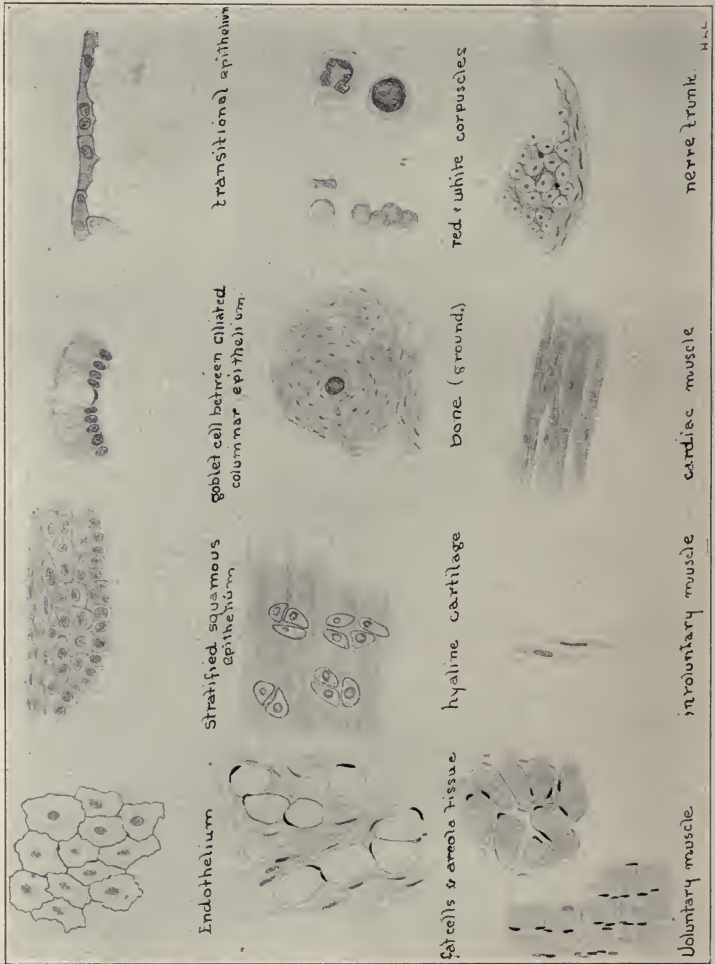 Endothelium
Stratified squamous
epithelium
goblet cell between ciliated
columnar epithelium.
transitional epithelium
fat cells & areola tissue
hyaline cartilage
bone (ground.)
red & white corpuscles
Voluntary muscle
involuntary muscle
cardiac muscle
nerve trunk.